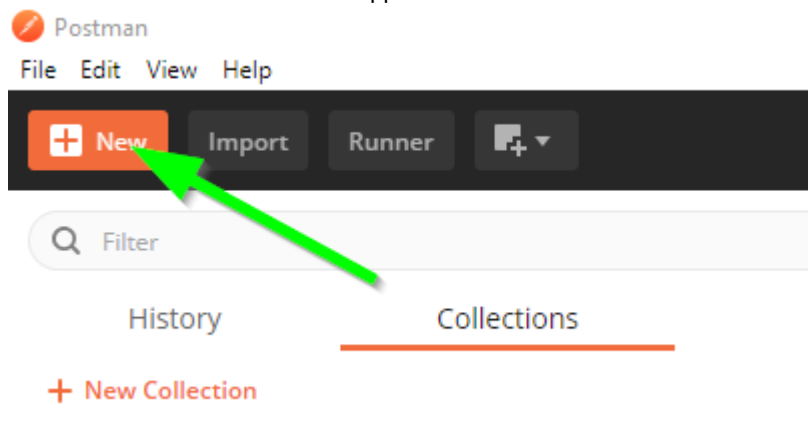 Postman
File Edit View Help
New Import Runner
Filter
History Collections
New Collection